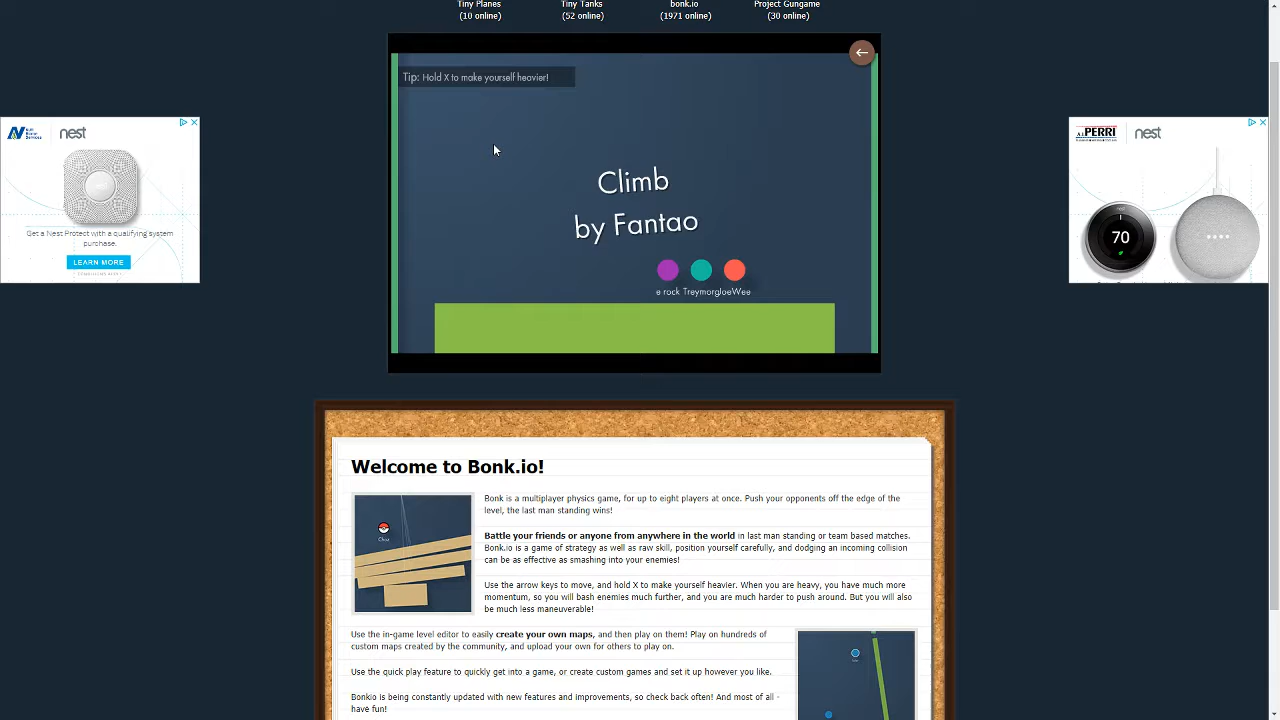 Tiny Planes
(10 online)
Tiny Tanks
(52 online)
bonk.io
(1971 online)
Project Gungame
(30 online)
Tip: Hold X to make yourself heavier!
Climb
by Fantao
e rock TreymorgloeWee
nest
Get a Nest Protect with a qualifying system
purchase.
LEARN MORE
PERRI
nest
70
Welcome to Bonk.io!
Bonk is a multiplayer physics game, for up to eight players at once. Push your opponents off the edge of the
level, the last man standing wins!
Battle your friends or anyone from anywhere in the world in last man standing or team based matches.
Bonk.io is a game of strategy as well as raw skill, position yourself carefully, and dodging an incoming collision
can be as effective as smashing into your enemies!
Use the arrow keys to move, and hold X to make yourself heavier. When you are heavy, you have much more
momentum, so you will bash enemies much further, and you are much harder to push around. But you will also
be much less maneuverable!
Chaz
Use the in-game level editor to easily create your own maps, and then play on them! Play on hundreds of
custom maps created by the community, and upload your own for others to play on.
Use the quick play feature to quickly get into a game, or create custom games and set it up however you like.
Bonkio is being constantly updated with new features and improvements, so check back often! And most of all -
have fun!